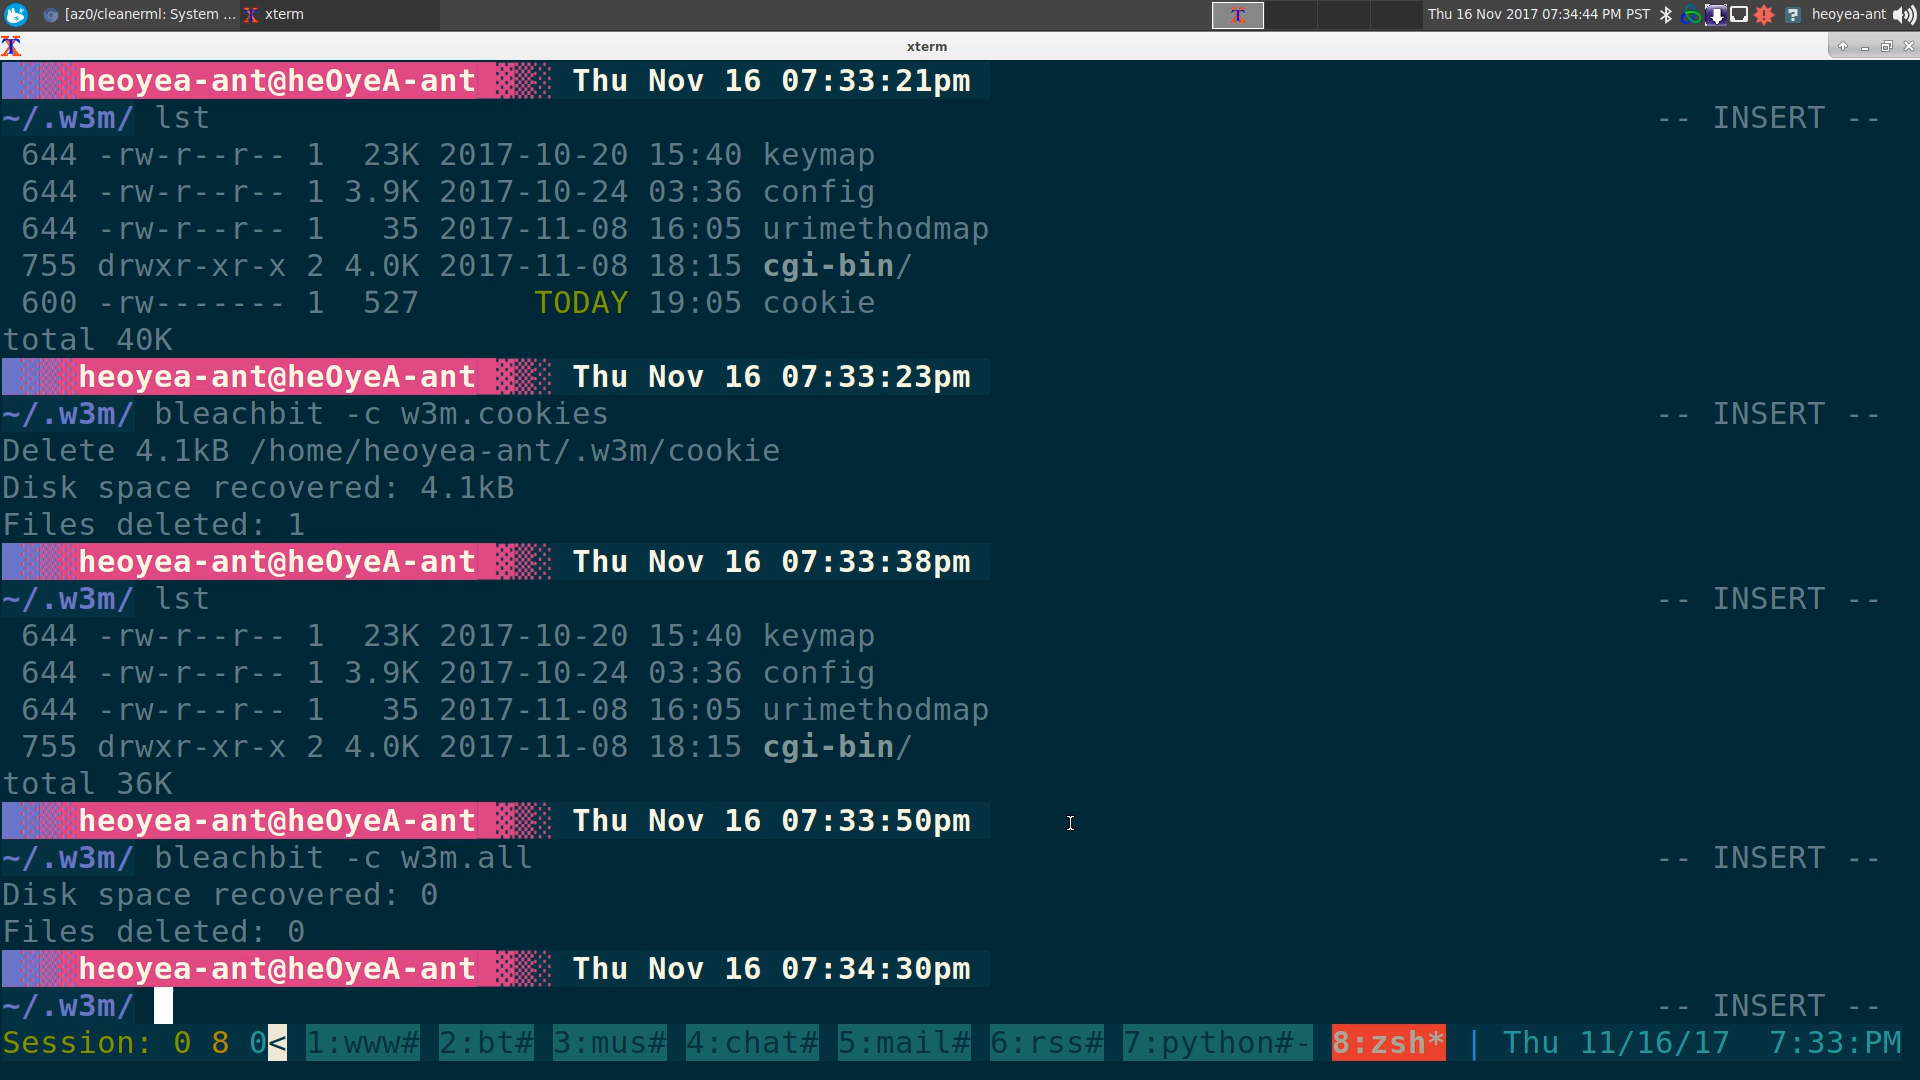 [az0/cleanerml: System ... xterm Thu 16 Nov 2017 07:34:44 PM PST heoyea-ant
xterm
heoyea-ant@heOyeA-ant Thu Nov 16 07:33:21pm
~/.w3m/ lst -- INSERT --
644 -rw-r--r-- 1 23K 2017-10-20 15:40 keymap
644 -rw-r--r-- 1 3.9K 2017-10-24 03:36 config
644 -rw-r--r-- 1 35 2017-11-08 16:05 urimethodmap
755 drwxr-xr-x 2 4.0K 2017-11-08 18:15 cgi-bin/
600 -rw------- 1 527 TODAY 19:05 cookie
total 40K
heoyea-ant@heOyeA-ant Thu Nov 16 07:33:23pm
~/.w3m/ bleachbit -c w3m.cookies -- INSERT --
Delete 4.1kB /home/heoyea-ant/.w3m/cookie
Disk space recovered: 4.1kB
Files deleted: 1
heoyea-ant@heOyeA-ant Thu Nov 16 07:33:38pm
~/.w3m/ lst -- INSERT --
644 -rw-r--r-- 1 23K 2017-10-20 15:40 keymap
644 -rw-r--r-- 1 3.9K 2017-10-24 03:36 config
644 -rw-r--r-- 1 35 2017-11-08 16:05 urimethodmap
755 drwxr-xr-x 2 4.0K 2017-11-08 18:15 cgi-bin/
total 36K
heoyea-ant@heOyeA-ant Thu Nov 16 07:33:50pm
~/.w3m/ bleachbit -c w3m.all -- INSERT --
Disk space recovered: 0
Files deleted: 0
heoyea-ant@heOyeA-ant Thu Nov 16 07:34:30pm
~/.w3m/ -- INSERT --
Session: 0 8 0< 1:www# 2:bt# 3:mus# 4:chat# 5:mail# 6:rss# 7:python#- 8:zsh* | Thu 11/16/17 7:33:PM